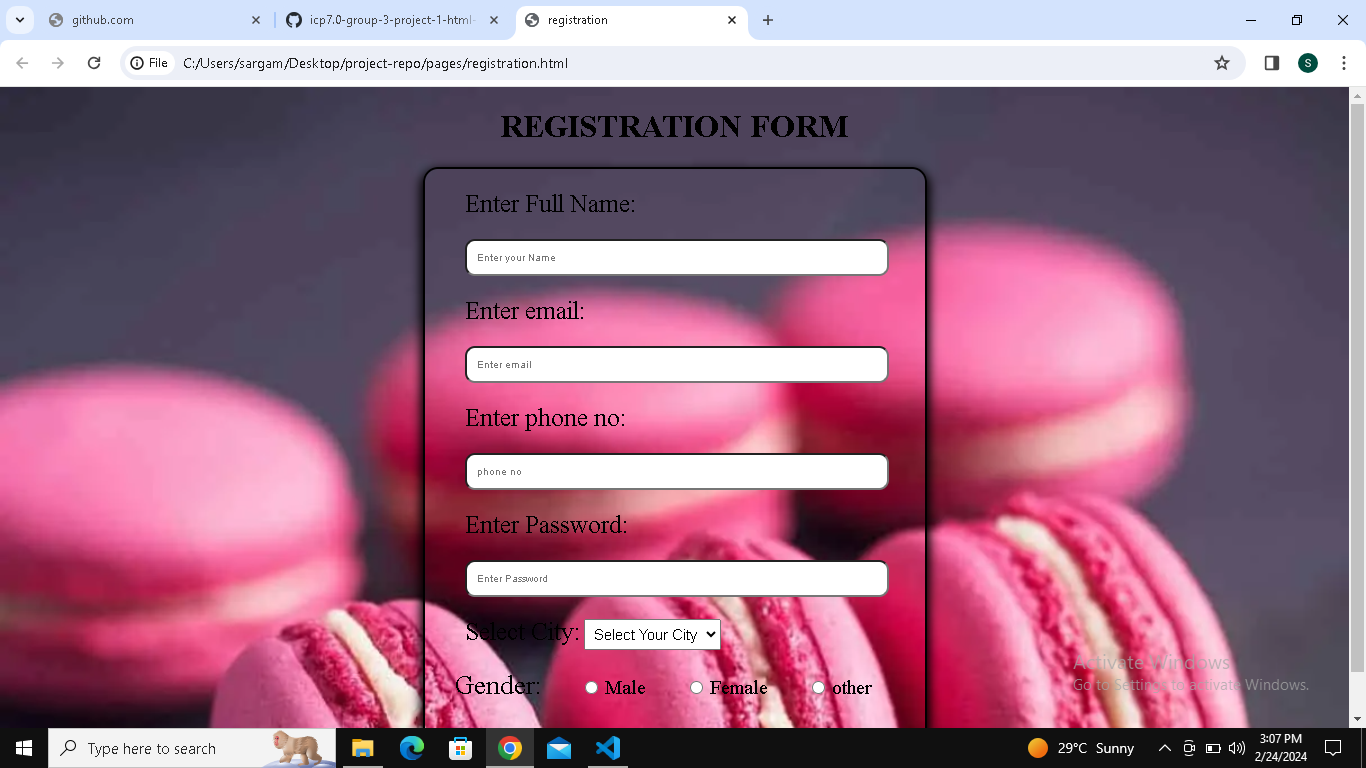 github.com
icp7.0-group-3-project-1-html-
registration
File
C:/Users/sargam/Desktop/project-repo/pages/registration.html
S
REGISTRATION FORM
Enter Full Name:
Enter your Name
Enter email:
Enter email
Enter phone no:
phone no
Enter Password:
Enter Password
Select City: Select Your City
Gender: Male Female other
Activate Windows
Go to Settings to activate Windows.
Type here to search
29°C Sunny
3:07 PM
2/24/2024